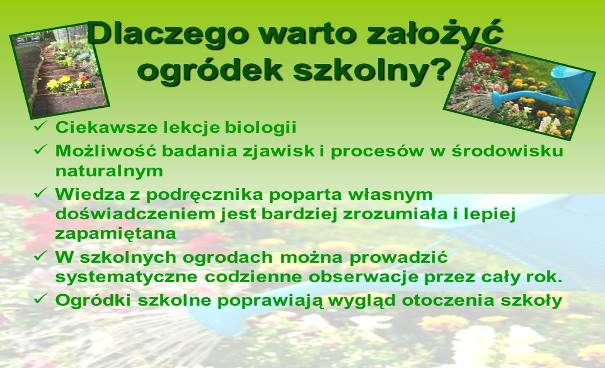 Dlaczego warto założyć
ogródek szkolny?
✓ Ciekawsze lekcje biologii
✓ Możliwość badania zjawisk i procesów w środowisku
naturalnym
✓ Wiedza z podręcznika poparta własnym
doświadczeniem jest bardziej zrozumiała i lepiej
zapamiętana
✓ W szkolnych ogrodach można prowadzić
systematyczne codzienne obserwacje przez cały rok.
✓ Ogródki szkolne poprawiają wygląd otoczenia szkoły